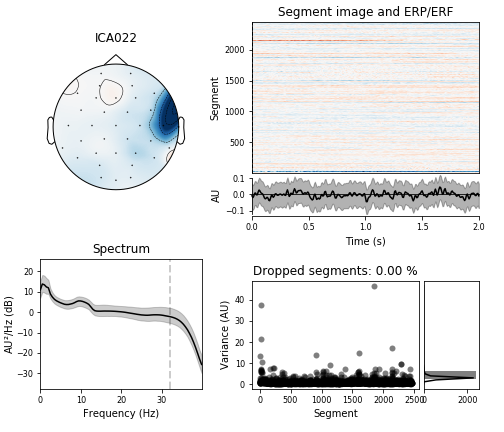 ICA022
Segment image and ERP/ERF
Segment
2000
1500
1000
500
AU
0.1
0.0
−0.1
0.0 0.5 1.0 1.5 2.0
Time (s)
Spectrum
AU²/Hz (dB)
20
10
0
−10
−20
−30
0 10 20 30
Frequency (Hz)
Dropped segments: 0.00 %
Variance (AU)
40
30
20
10
0
0 500 1000 1500 2000 2500
Segment
0 2000